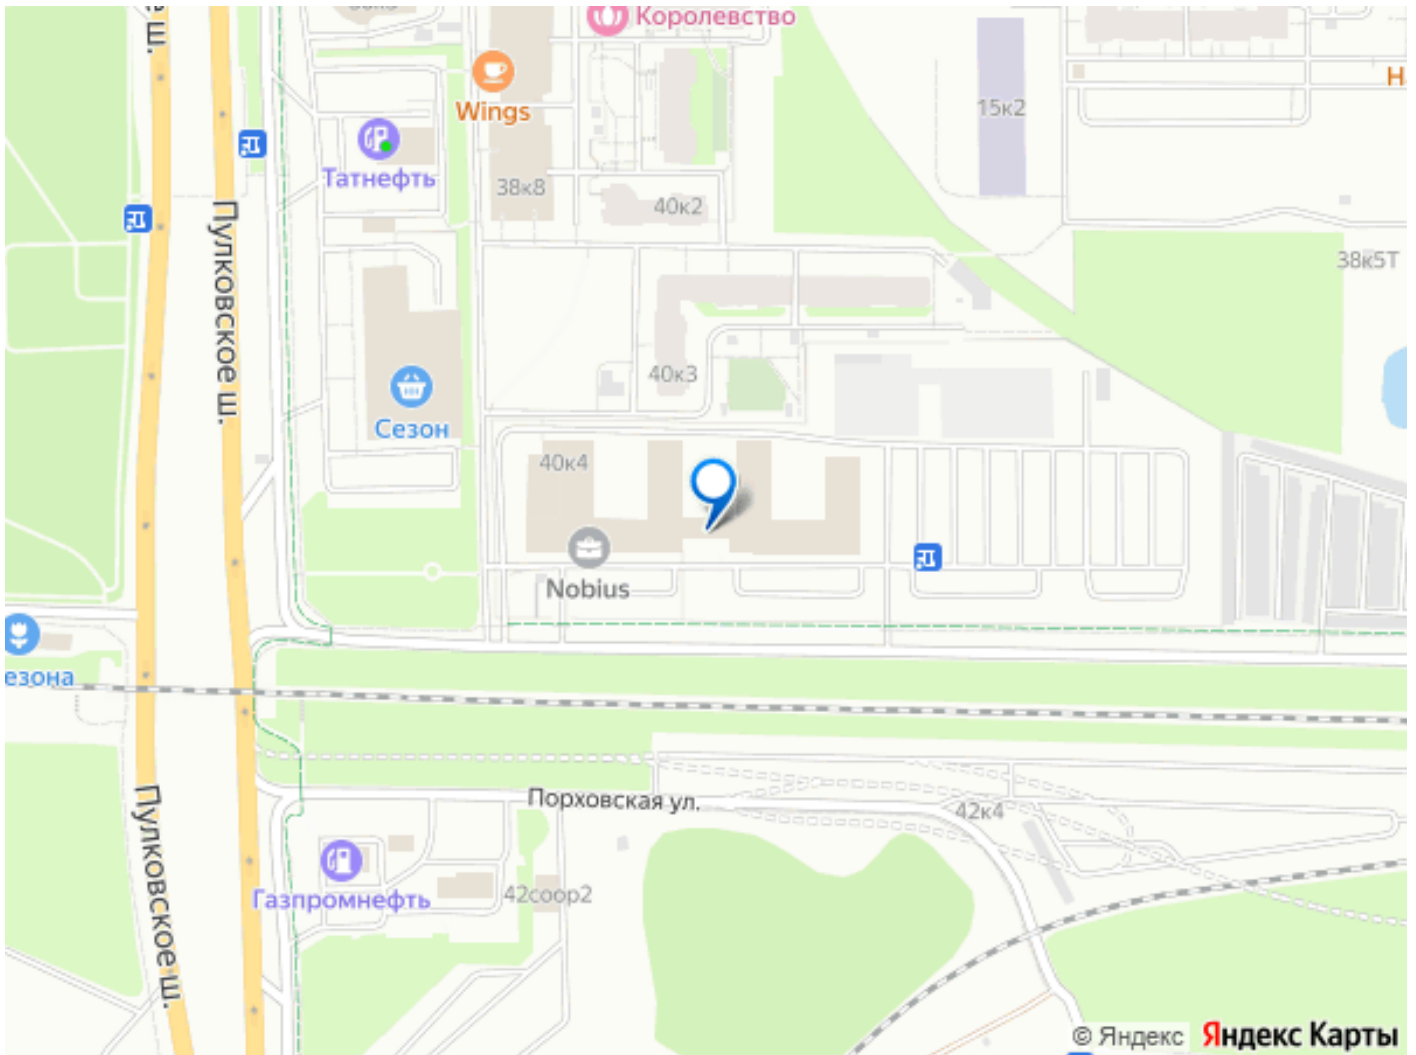 Королевство
Wings
15к2
Татнефть
38к8
40к2
Пулковское ш.
38к5Т
40к3
Сезон
40к4
Nobius
езона
Порховская ул.
42к4
Пулковское ш.
Газпромнефть
42соор2
© Яндекс Яндекс Карты